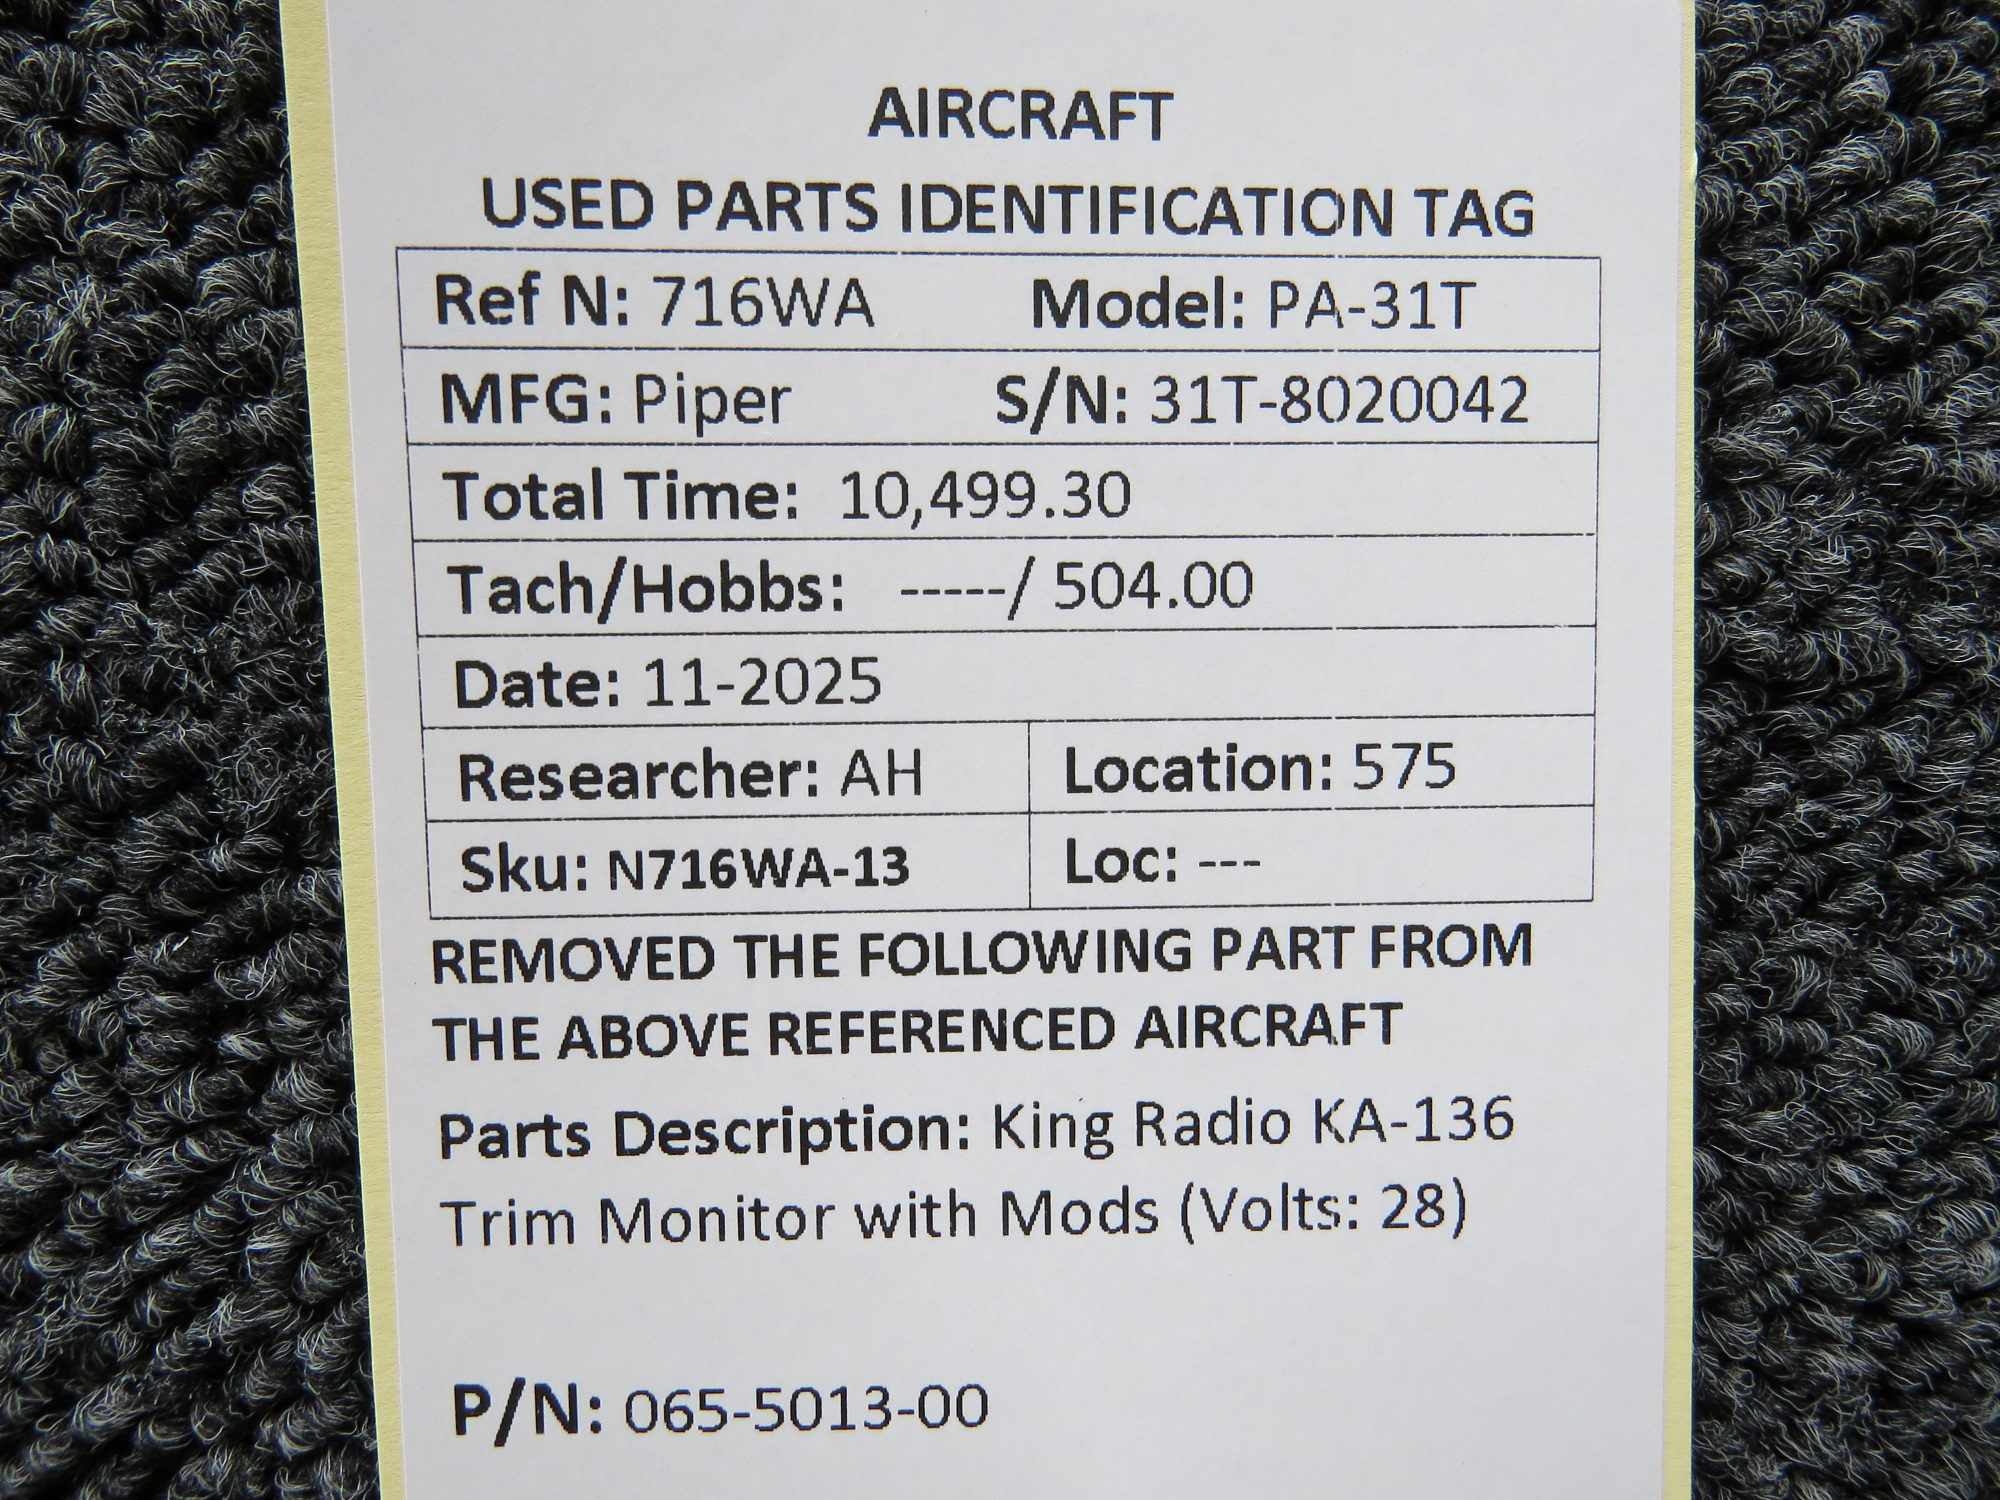 AIRCRAFT
USED PARTS IDENTIFICATION TAG
Ref N: 716WA Model: PA-31T
MFG: Piper S/N: 31T-8020042
Total Time: 10,499.30
Tach/Hobbs: -----/ 504.00
Date: 11-2025
Researcher: AH Location: 575
Sku: N716WA-13 Loc: ---
REMOVED THE FOLLOWING PART FROM
THE ABOVE REFERENCED AIRCRAFT
Parts Description: King Radio KA-136
Trim Monitor with Mods (Volts: 28)
P/N: 065-5013-00